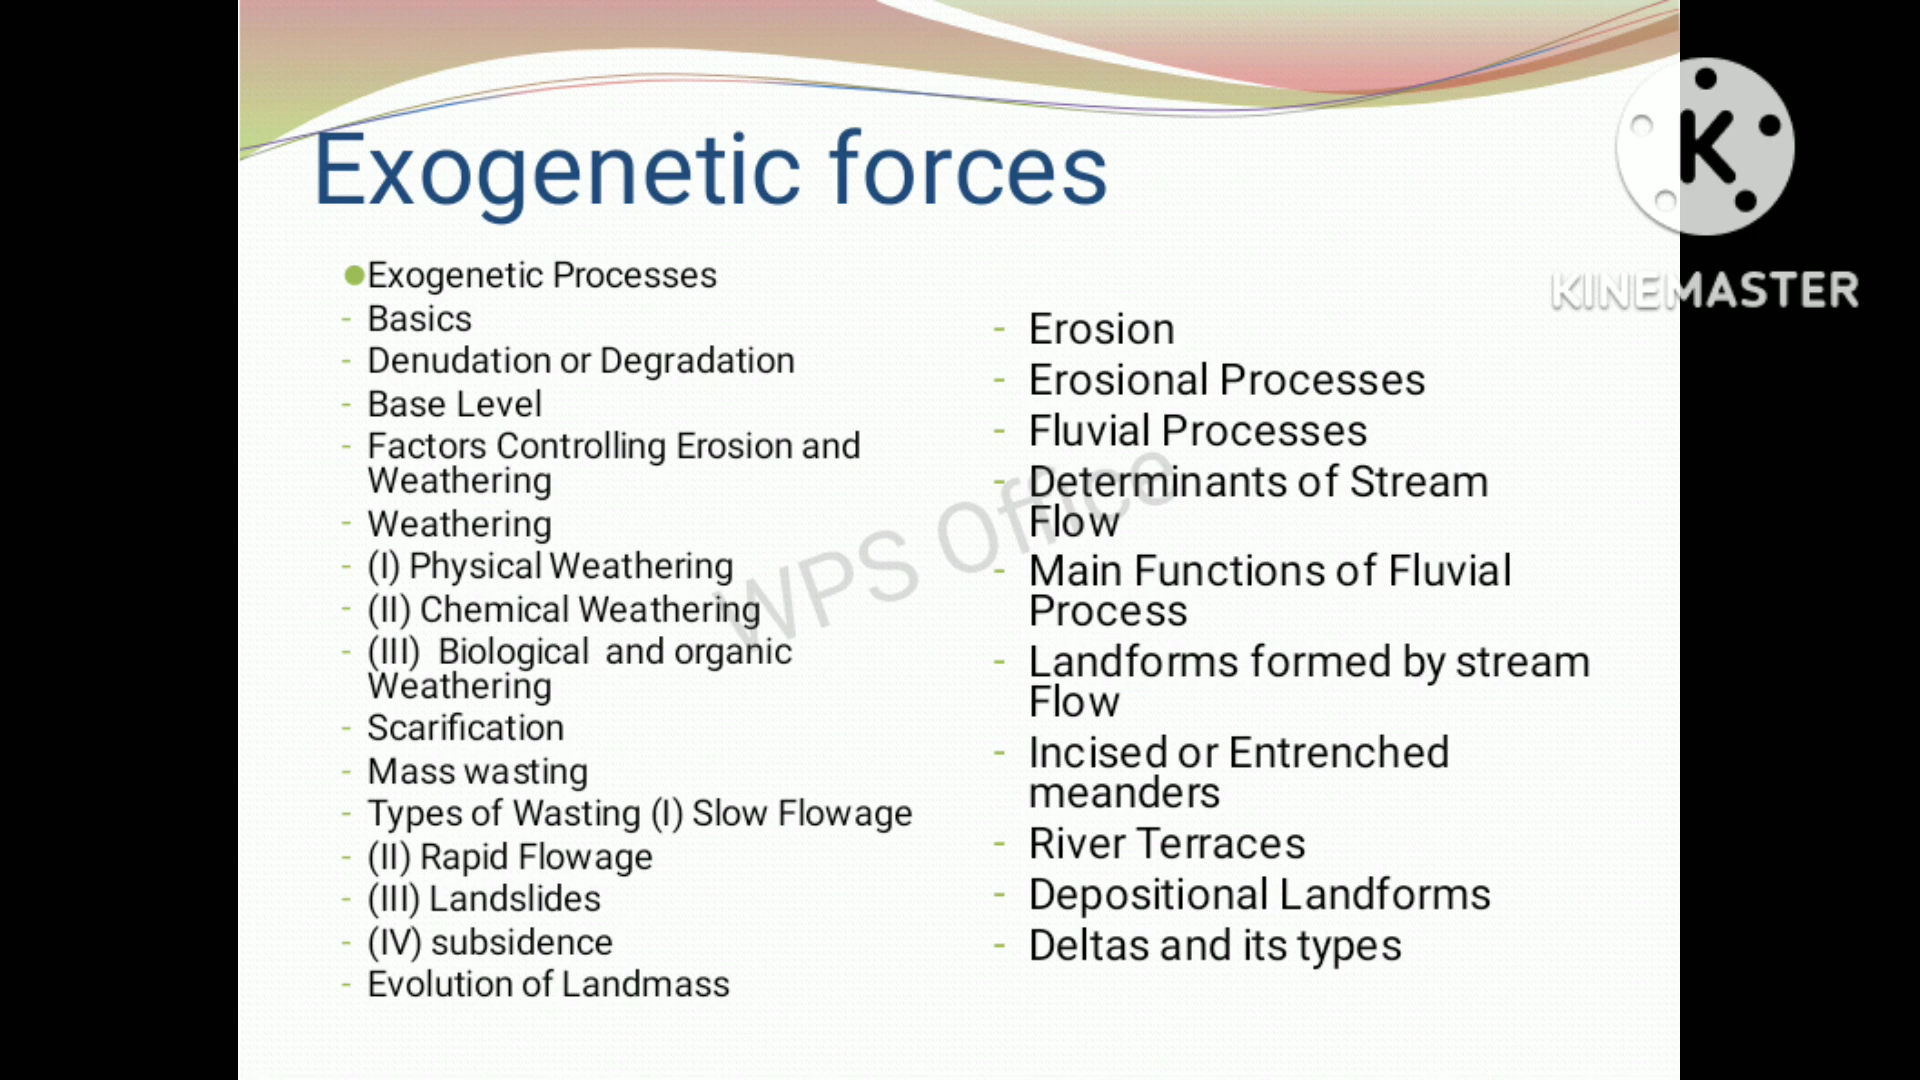 Exogenetic forces
Exogenetic Processes
- Basics
- Denudation or Degradation
- Base Level
- Factors Controlling Erosion and
Weathering
- Weathering
- (I) Physical Weathering
- (II) Chemical Weathering
- (III) Biological and organic
Weathering
- Scarification
- Mass wasting
- Types of Wasting (I) Slow Flowage
- (II) Rapid Flowage
- (III) Landslides
- (IV) subsidence
- Evolution of Landmass
- Erosion
- Erosional Processes
- Fluvial Processes
- Determinants of Stream
Flow
- Main Functions of Fluvial
Process
- Landforms formed by stream
Flow
- Incised or Entrenched
meanders
- River Terraces
- Depositional Landforms
- Deltas and its types
WPS Office
K
KINEMASTER